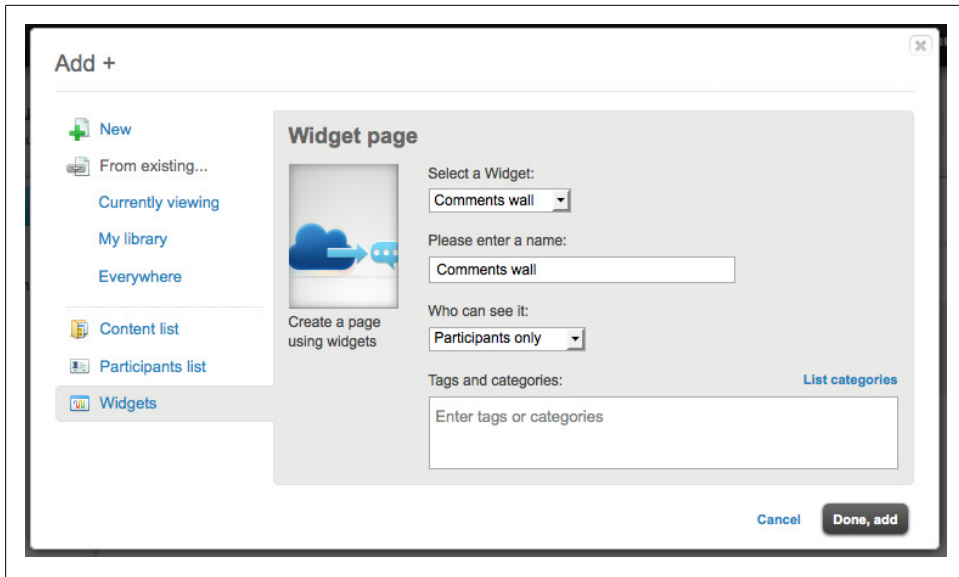 Add +
New
From existing...
Currently viewing
My library
Everywhere
Content list
Participants list
Widgets
Widget page
Create a page
using widgets
Select a Widget:
Comments wall
Please enter a name:
Comments wall
Who can see it:
Participants only
Tags and categories:
List categories
Enter tags or categories
Cancel
Done, add